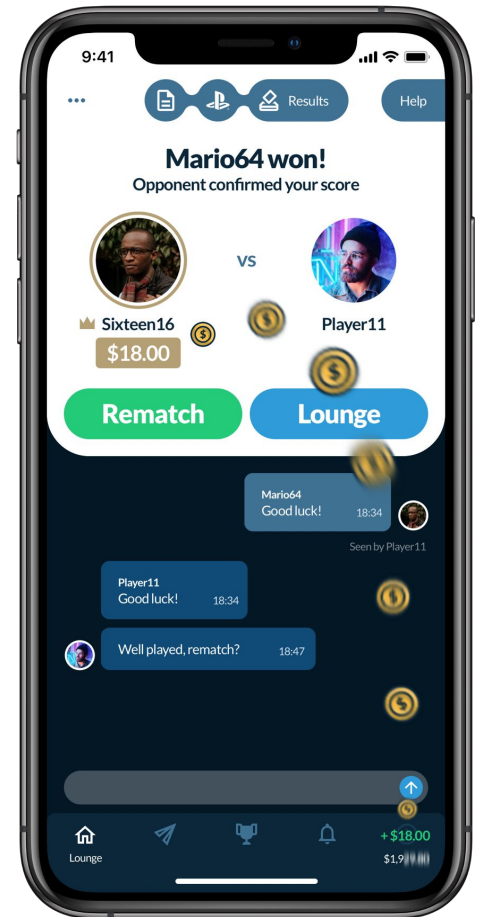 9:41
Results
Help
Mario64 won!
Opponent confirmed your score
vs
Sixteen16
Player11
$18.00
Rematch
Lounge
Mario64
Good luck!
18:34
Seen by Player11
Player11
Good luck!
18:34
Well played, rematch?
18:47
+$18.00
Lounge